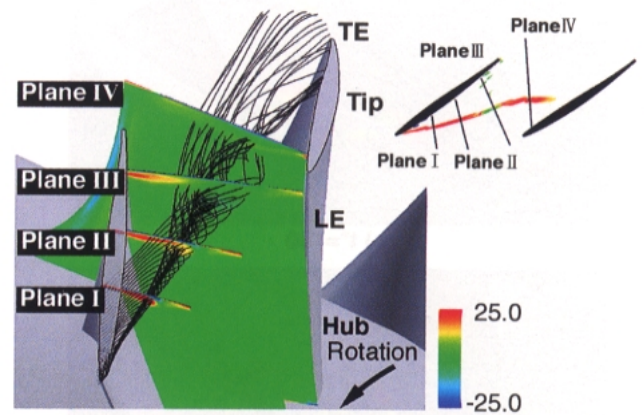 TE
Plane IV
Plane III
Plane IV
Tip
Plane III
Plane I
Plane II
LE
Plane II
Plane I
Hub
Rotation
25.0
-25.0